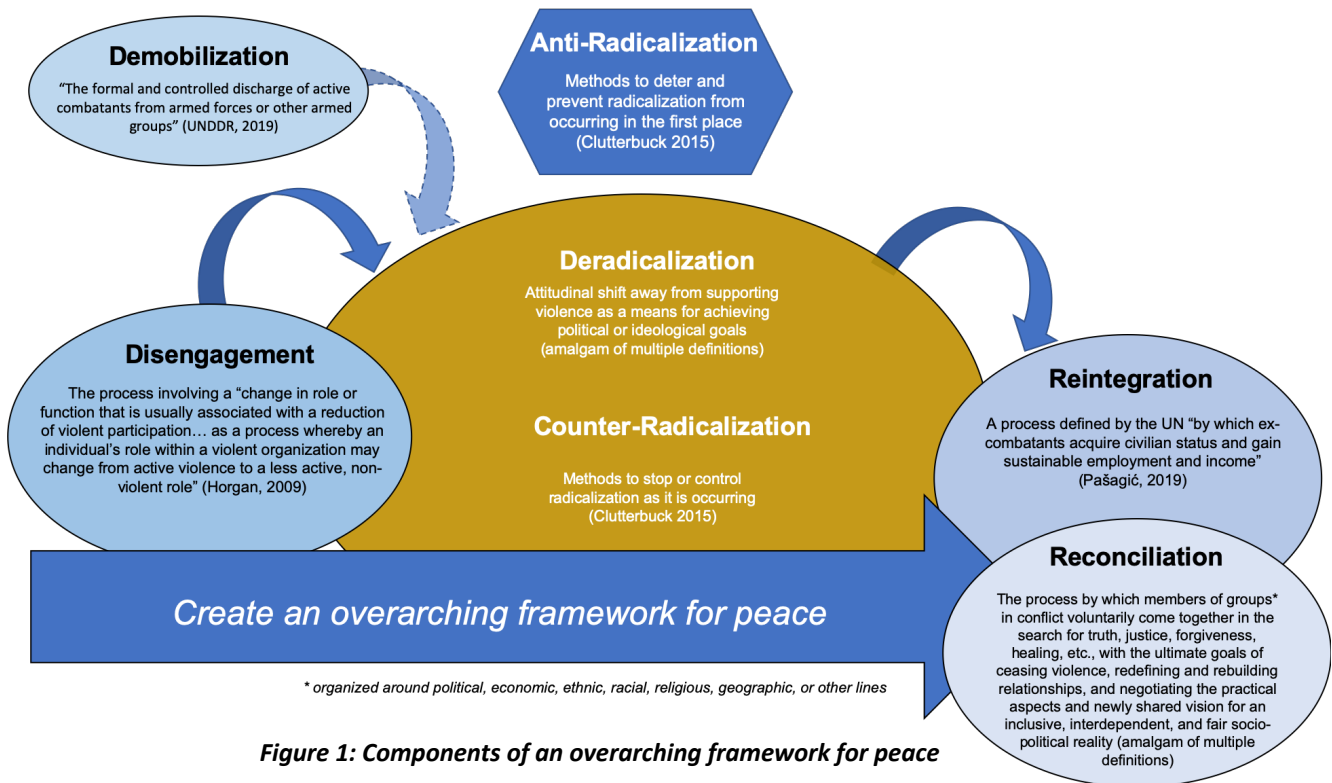 Demobilization
“The formal and controlled discharge of active
combatants from armed forces or other armed
groups” (UNDDR, 2019)
Anti-Radicalization
Methods to deter and
prevent radicalization from
occurring in the first place
(Clutterbuck 2015)
Deradicalization
Attitudinal shift away from supporting
violence as a means for achieving
political or ideological goals
(amalgam of multiple definitions)
Disengagement
The process involving a “change in role or
function that is usually associated with a reduction
of violent participation… as a process whereby an
individual’s role within a violent organization may
change from active violence to a less active, non-
violent role” (Horgan, 2009)
Counter-Radicalization
Methods to stop or control
radicalization as it is occurring
(Clutterbuck 2015)
Reintegration
A process defined by the UN “by which ex-
combatants acquire civilian status and gain
sustainable employment and income”
(Pašagić, 2019)
Create an overarching framework for peace
Reconciliation
The process by which members of groups*
in conflict voluntarily come together in the
search for truth, justice, forgiveness,
healing, etc., with the ultimate goals of
ceasing violence, redefining and rebuilding
relationships, and negotiating the practical
aspects and newly shared vision for an
inclusive, interdependent, and fair socio-
political reality (amalgam of multiple
definitions)
* organized around political, economic, ethnic, racial, religious, geographic, or other lines
Figure 1: Components of an overarching framework for peace